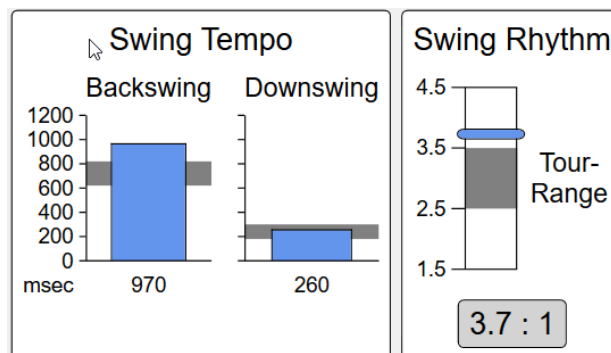 Swing Tempo
Backswing
Downswing
1200
1000
800
600
400
200
0
msec
970
260
Swing Rhythm
4.5
3.5
2.5
1.5
Tour-
Range
3.7 : 1